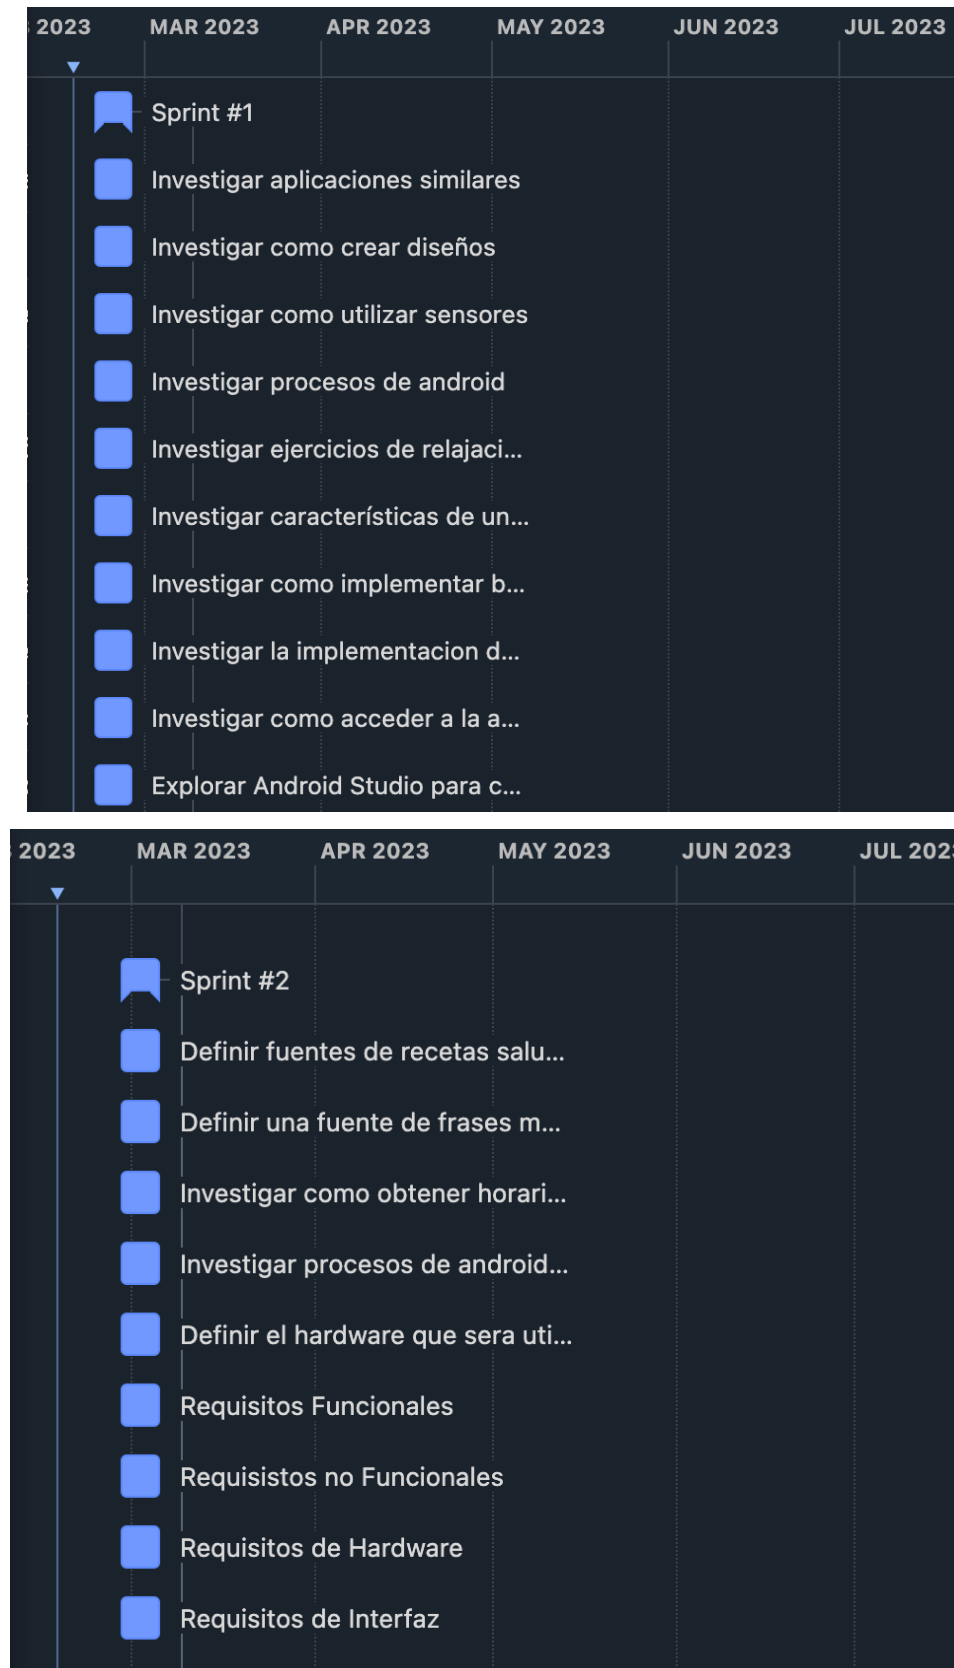 2023 MAR 2023 APR 2023 MAY 2023 JUN 2023 JUL 2023
Sprint #1
Investigar aplicaciones similares
Investigar como crear diseños
Investigar como utilizar sensores
Investigar procesos de android
Investigar ejercicios de relajaci...
Investigar características de un...
Investigar como implementar b...
Investigar la implementacion d...
Investigar como acceder a la a...
Explorar Android Studio para c...
2023 MAR 2023 APR 2023 MAY 2023 JUN 2023 JUL 202
Sprint #2
Definir fuentes de recetas salu...
Definir una fuente de frases m...
Investigar como obtener horari...
Investigar procesos de android...
Definir el hardware que sera uti...
Requisitos Funcionales
Requisistos no Funcionales
Requisitos de Hardware
Requisitos de Interfaz